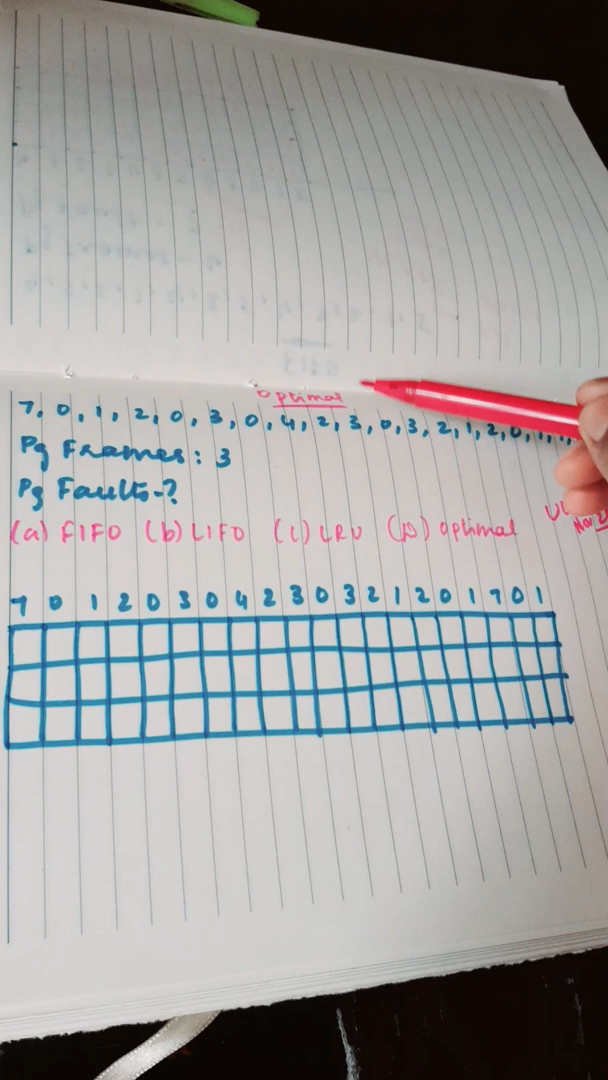 Optimal
7, 0, 1, 2, 0, 3, 0, 4, 2, 3, 0, 3, 2, 1, 2, 0, 1,
Pg Frames: 3
Pg Faults-?
(a) FIFO (b) LIFO (c) LRU (D) Optimal
7 0 1 2 0 3 0 4 2 3 0 3 2 1 2 0 1 7 0 1